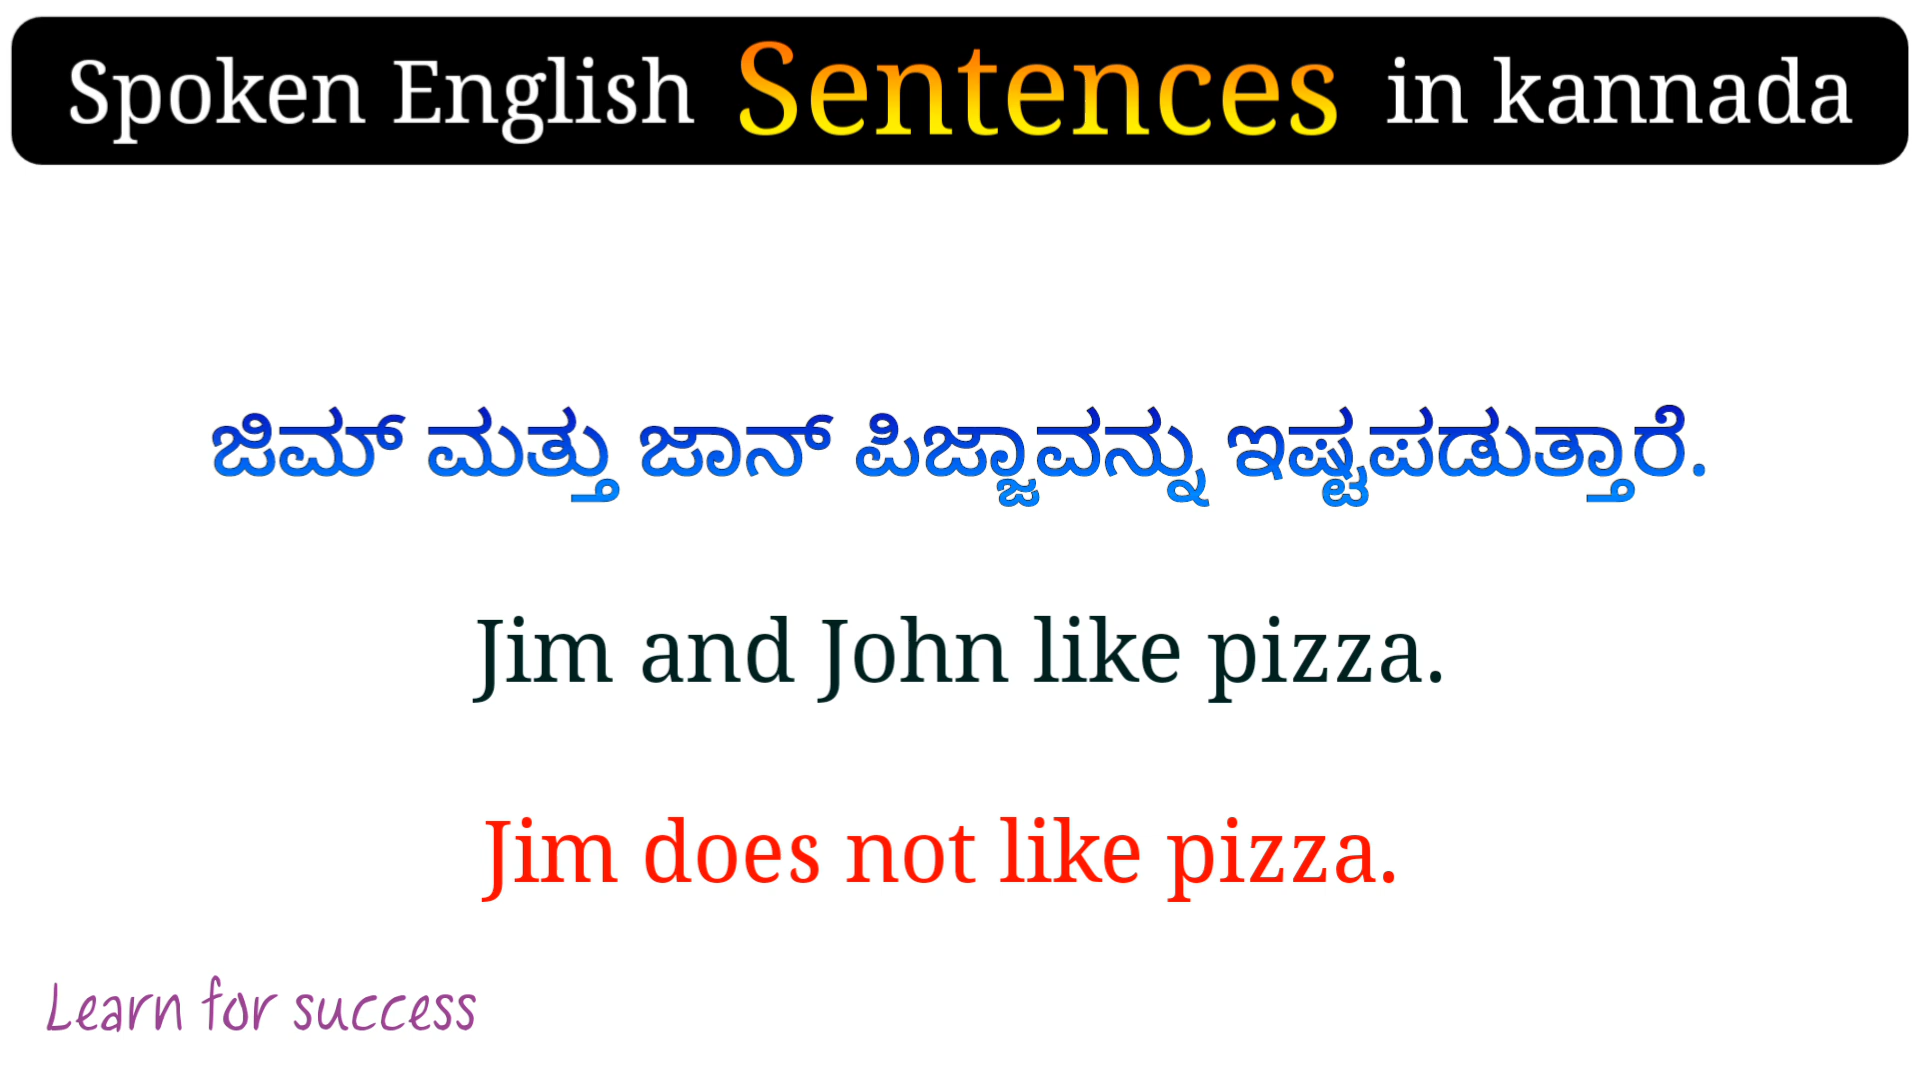 Spoken English Sentences in kannada
ಜಿಮ್ ಮತ್ತು ಜಾನ್ ಪಿಜ್ಜಾವನ್ನು ಇಷ್ಟಪಡುತ್ತಾರೆ.
Jim and John like pizza.
Jim does not like pizza.
Learn for success